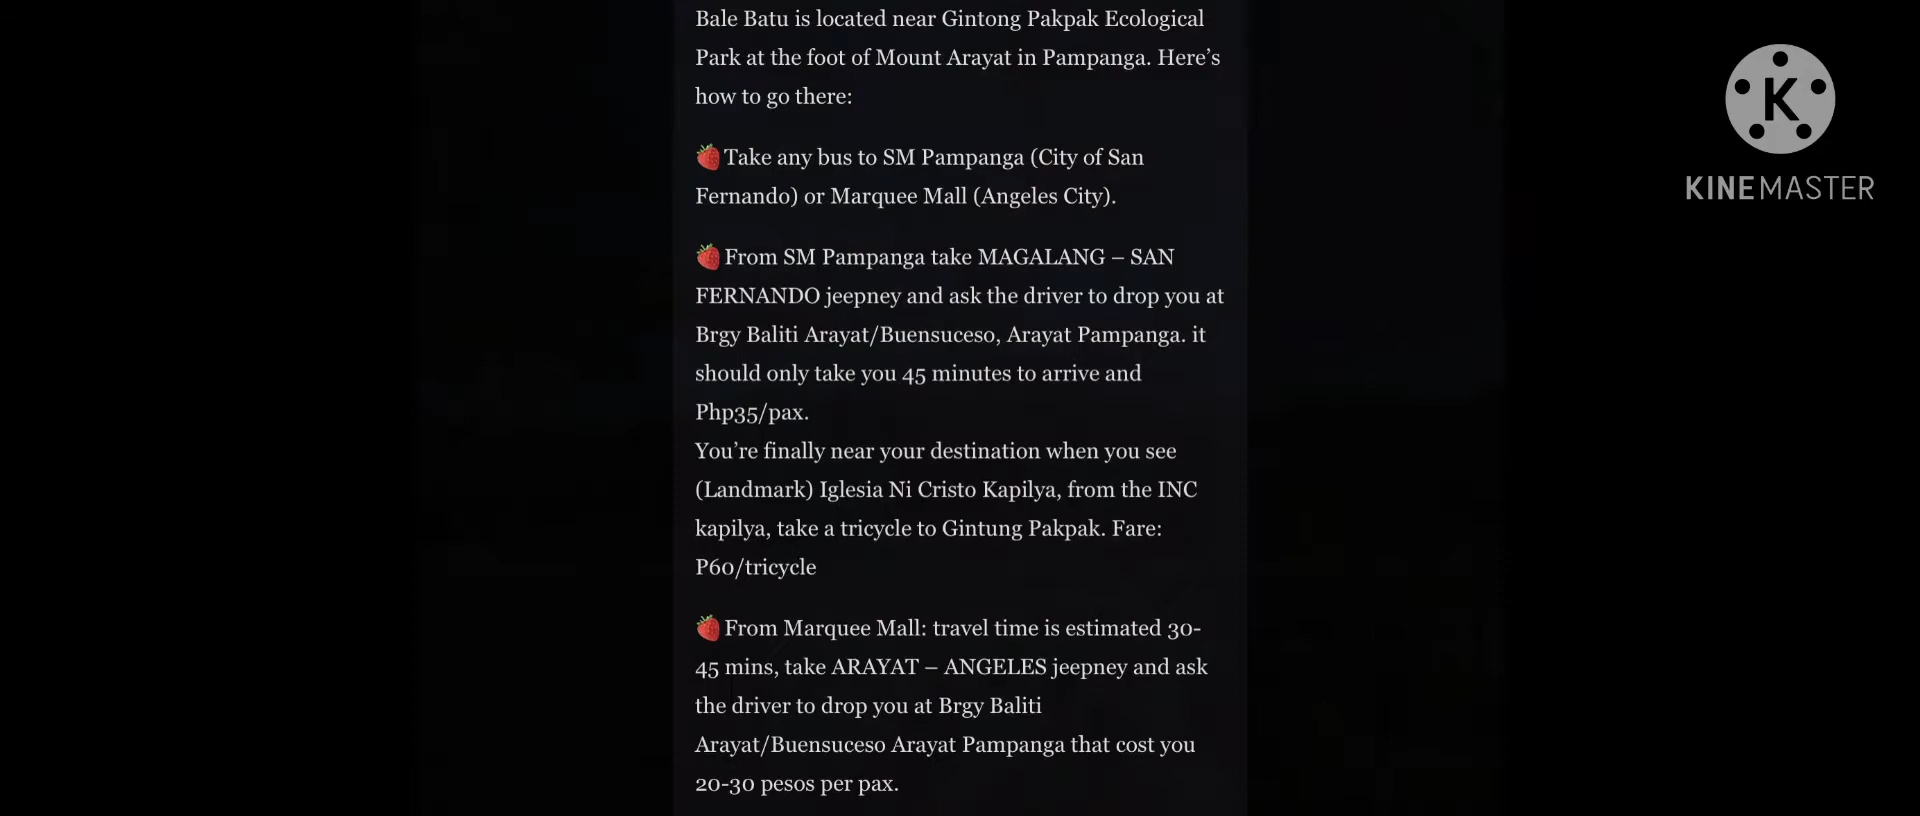 Bale Batu is located near Gintong Pakpak Ecological
Park at the foot of Mount Arayat in Pampanga. Here’s
how to go there:
🍓Take any bus to SM Pampanga (City of San
Fernando) or Marquee Mall (Angeles City).
🍓From SM Pampanga take MAGALANG – SAN
FERNANDO jeepney and ask the driver to drop you at
Brgy Baliti Arayat/Buensuceso, Arayat Pampanga. it
should only take you 45 minutes to arrive and
Php35/pax.
You’re finally near your destination when you see
(Landmark) Iglesia Ni Cristo Kapilya, from the INC
kapilya, take a tricycle to Gintung Pakpak. Fare:
P60/tricycle
🍓From Marquee Mall: travel time is estimated 30-
45 mins, take ARAYAT – ANGELES jeepney and ask
the driver to drop you at Brgy Baliti
Arayat/Buensuceso Arayat Pampanga that cost you
20-30 pesos per pax.
K
KINEMASTER